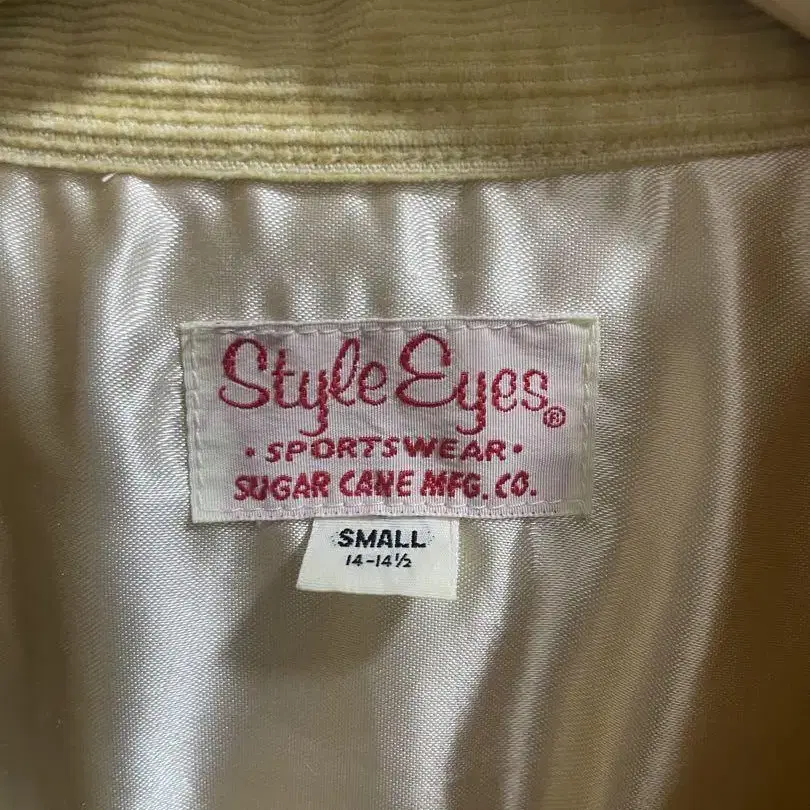 Style Eyes®
• SPORTSWEAR •
SUGAR CANE MFG. CO.
SMALL
14-14½